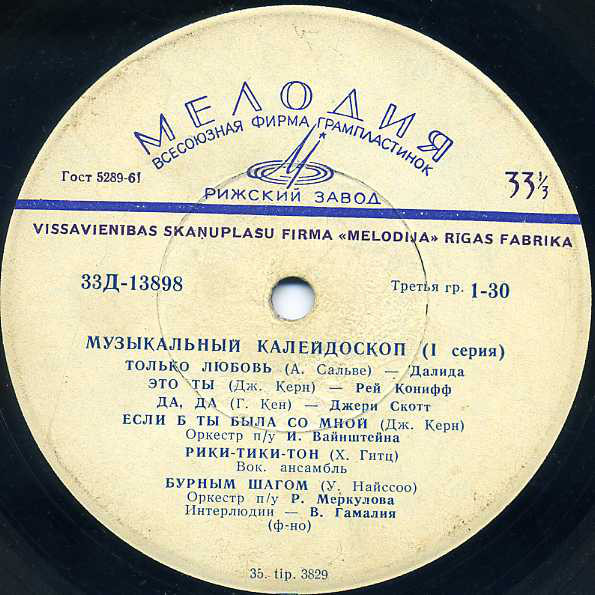 МЕЛОДИЯ
ВСЕСОЮЗНАЯ ФИРМА ГРАМПЛАСТИНОК
Гост 5289-61
33⅓
РИЖСКИЙ ЗАВОД
VISSAVIENĪBAS SKAŅUPLASU FIRMA «MELODIJA» RĪGAS FABRIKA
33Д-13898
Третья гр. 1-30
МУЗЫКАЛЬНЫЙ КАЛЕЙДОСКОП (I серия)
ТОЛЬКО ЛЮБОВЬ (А. Сальве) — Далида
ЭТО ТЫ (Дж. Керн) — Рей Конифф
ДА, ДА (Г. Кен) — Джери Скотт
ЕСЛИ Б ТЫ БЫЛА СО МНОЙ (Дж. Керн)
Оркестр п/у И. Вайнштейна
РИКИ-ТИКИ-ТОН (Х. Гитц)
Вок. ансамбль
БУРНЫМ ШАГОМ (У. Найссоо)
Оркестр п/у Р. Меркулова
Интерлюдии — В. Гамалия
(ф-но)
35. tip. 3829